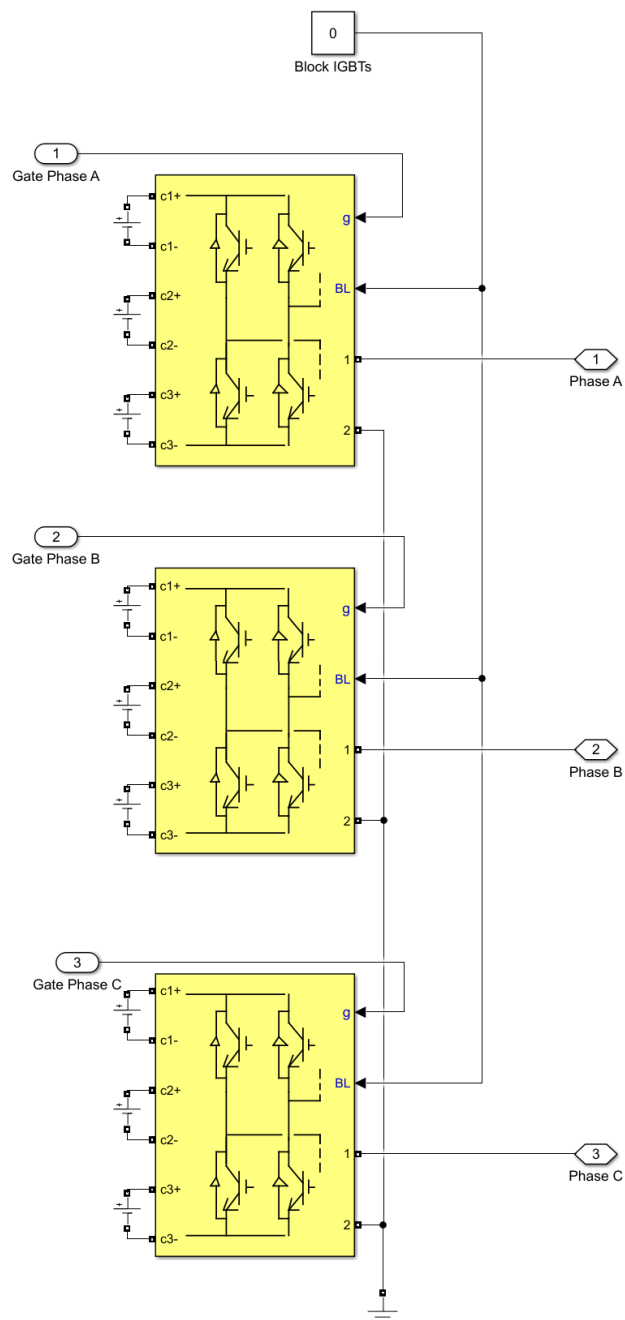 0
Block IGBTs
1
Gate Phase A
c1+
g
c1-
c2+
BL
c2-
1
1
Phase A
c3+
2
c3-
2
Gate Phase B
c1+
g
c1-
c2+
BL
c2-
1
2
Phase B
c3+
2
c3-
3
Gate Phase C
c1+
g
c1-
c2+
BL
c2-
1
3
Phase C
c3+
2
c3-